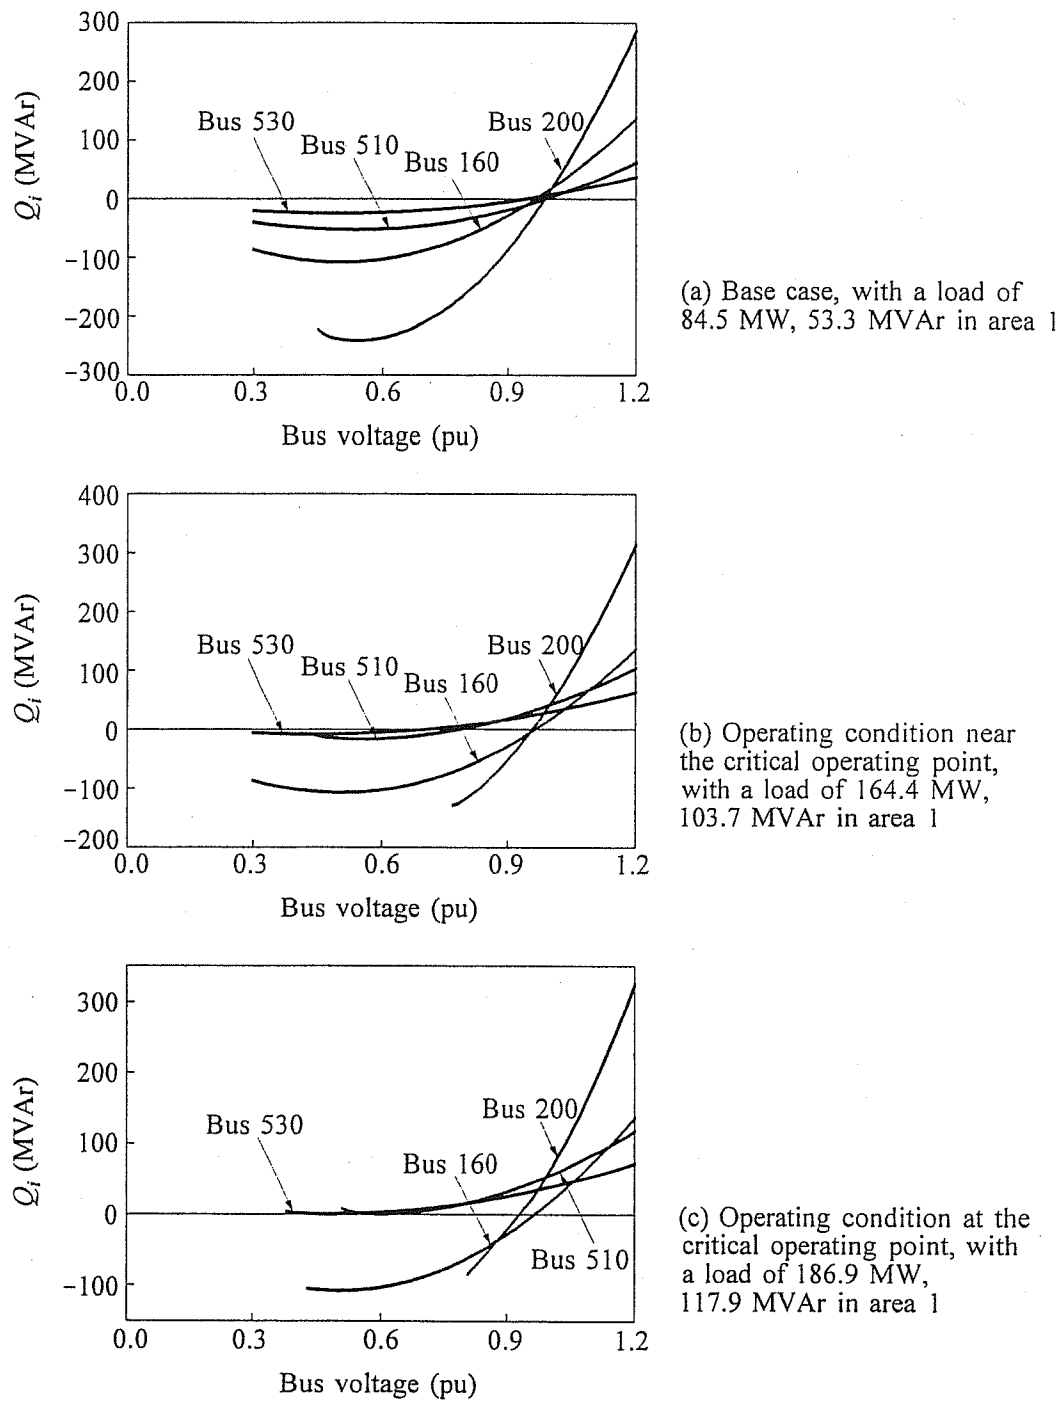 300
200
100
0
−100
−200
−300
Q_i (MVAr)
Bus 530
Bus 510
Bus 160
Bus 200
0.0 0.3 0.6 0.9 1.2
Bus voltage (pu)
(a) Base case, with a load of
84.5 MW, 53.3 MVAr in area 1
400
300
200
100
0
−100
−200
Q_i (MVAr)
Bus 530
Bus 510
Bus 160
Bus 200
0.0 0.3 0.6 0.9 1.2
Bus voltage (pu)
(b) Operating condition near
the critical operating point,
with a load of 164.4 MW,
103.7 MVAr in area 1
300
200
100
0
−100
Q_i (MVAr)
Bus 530
Bus 200
Bus 160
Bus 510
0.0 0.3 0.6 0.9 1.2
Bus voltage (pu)
(c) Operating condition at the
critical operating point, with
a load of 186.9 MW,
117.9 MVAr in area 1